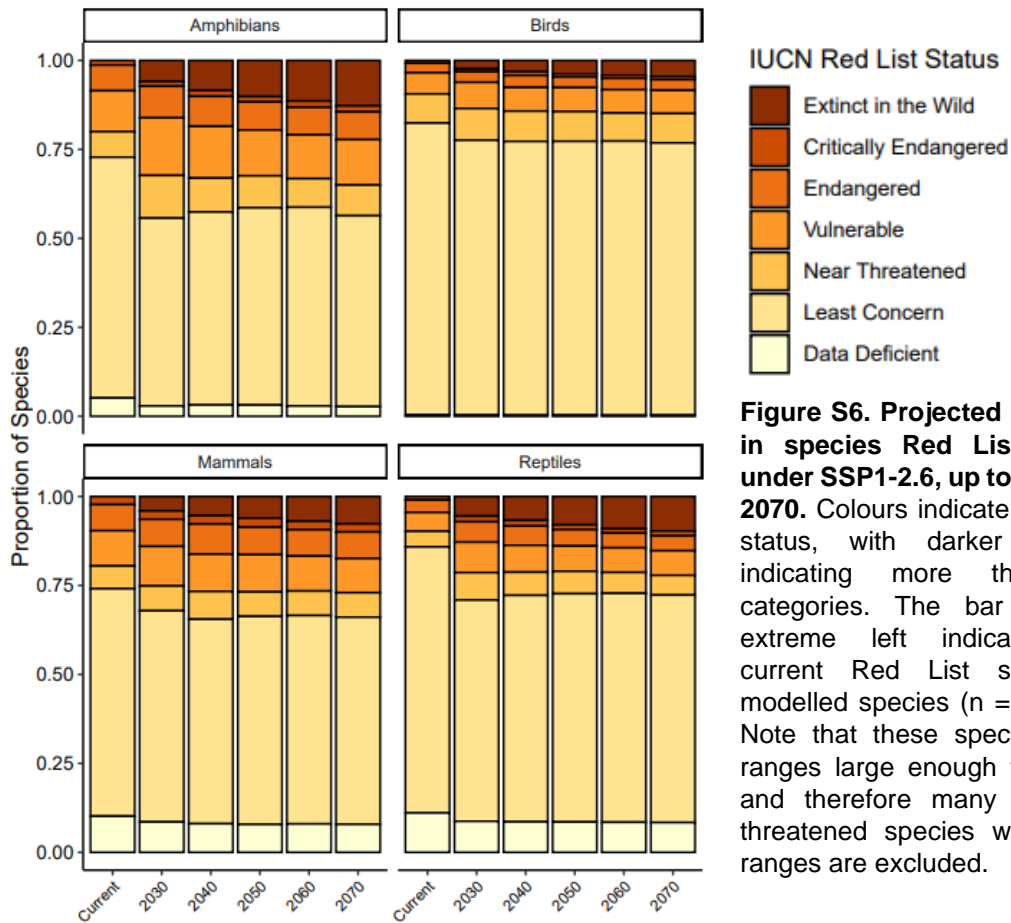 Amphibians
Birds
1.00
0.75
0.50
0.25
0.00
Mammals
Reptiles
1.00
0.75
0.50
0.25
0.00
Proportion of Species
Current
2030
2040
2050
2060
2070
Current
2030
2040
2050
2060
2070
IUCN Red List Status
Extinct in the Wild
Critically Endangered
Endangered
Vulnerable
Near Threatened
Least Concern
Data Deficient
Figure S6. Projected
in species Red Lis
under SSP1-2.6, up to
2070. Colours indicate
status, with darker
indicating more th
categories. The bar
extreme left indica
current Red List s
modelled species (n =
Note that these spec
ranges large enough
and therefore many
threatened species w
ranges are excluded.